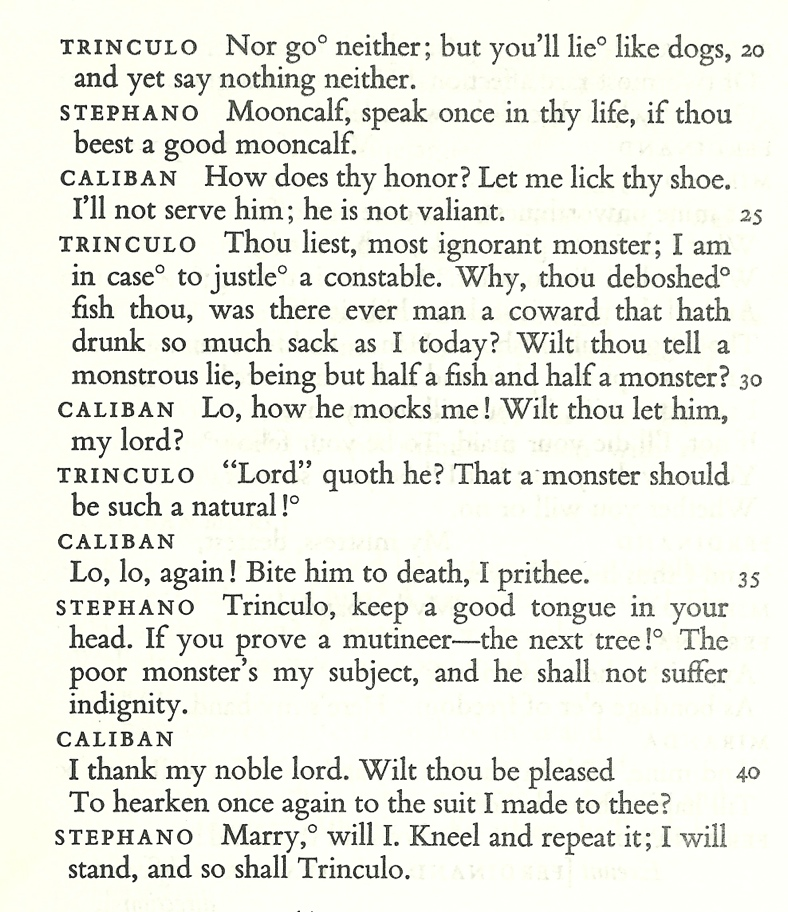 TRINCULO Nor go° neither; but you'll lie° like dogs, 20
and yet say nothing neither.
STEPHANO Mooncalf, speak once in thy life, if thou
beest a good mooncalf.
CALIBAN How does thy honor? Let me lick thy shoe.
I'll not serve him; he is not valiant. 25
TRINCULO Thou liest, most ignorant monster; I am
in case° to justle° a constable. Why, thou deboshed°
fish thou, was there ever man a coward that hath
drunk so much sack as I today? Wilt thou tell a
monstrous lie, being but half a fish and half a monster? 30
CALIBAN Lo, how he mocks me! Wilt thou let him,
my lord?
TRINCULO “Lord” quoth he? That a monster should
be such a natural!°
CALIBAN
Lo, lo, again! Bite him to death, I prithee. 35
STEPHANO Trinculo, keep a good tongue in your
head. If you prove a mutineer—the next tree!° The
poor monster's my subject, and he shall not suffer
indignity.
CALIBAN
I thank my noble lord. Wilt thou be pleased 40
To hearken once again to the suit I made to thee?
STEPHANO Marry,° will I. Kneel and repeat it; I will
stand, and so shall Trinculo.